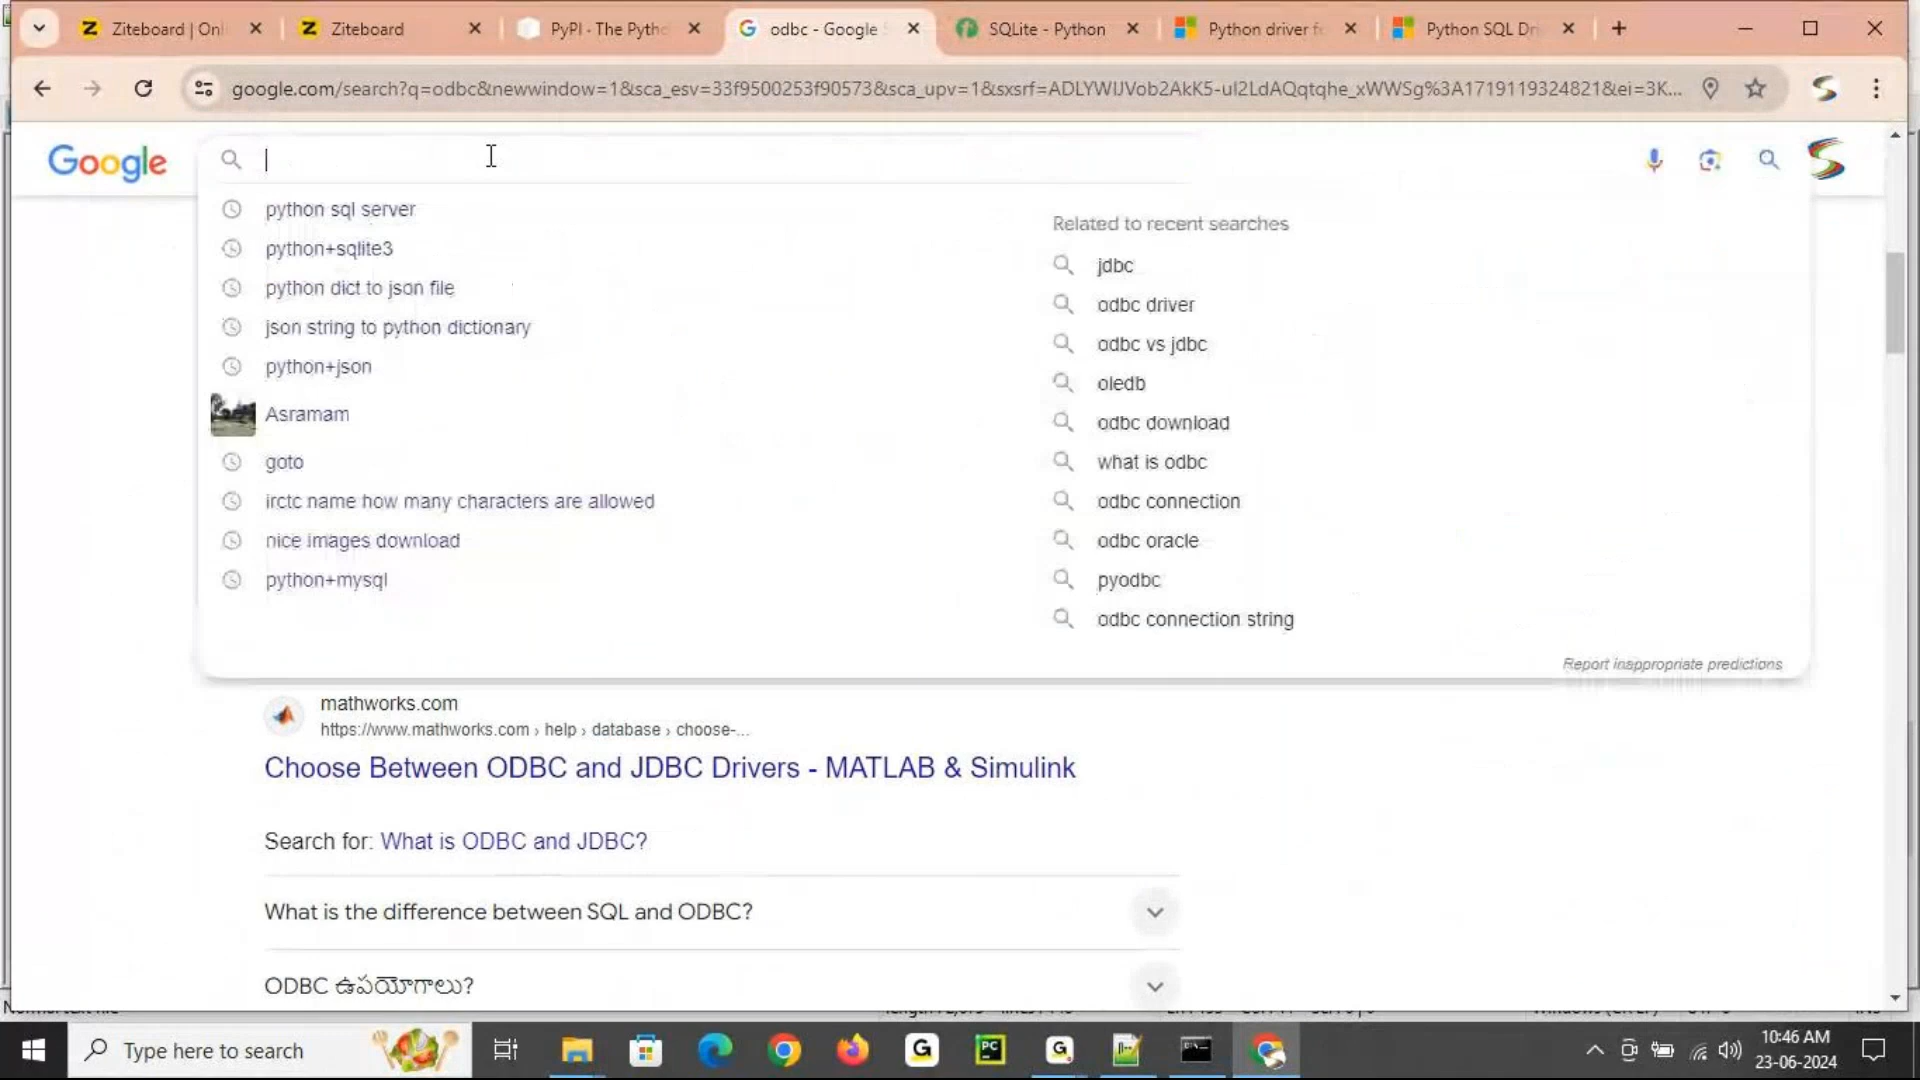 Ziteboard | Onl
Ziteboard
PyPI · The Pytho
odbc - Google S
SQLite - Python
Python driver fo
Python SQL Dri
google.com/search?q=odbc&newwindow=1&sca_esv=33f9500253f90573&sca_upv=1&sxsrf=ADLYWIJVob2AkK5-ul2LdAQqtqhe_xWWSg%3A1719119324821&ei=3K...
Google
python sql server
python+sqlite3
python dict to json file
json string to python dictionary
python+json
Asramam
goto
irctc name how many characters are allowed
nice images download
python+mysql
Related to recent searches
jdbc
odbc driver
odbc vs jdbc
oledb
odbc download
what is odbc
odbc connection
odbc oracle
pyodbc
odbc connection string
Report inappropriate predictions
mathworks.com
https://www.mathworks.com › help › database › choose-...
Choose Between ODBC and JDBC Drivers - MATLAB & Simulink
Search for: What is ODBC and JDBC?
What is the difference between SQL and ODBC?
ODBC ఉపయోగాలు?
Type here to search
10:46 AM
23-06-2024